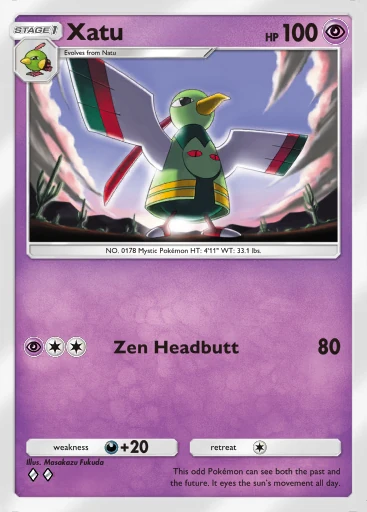 STAGE 1 Xatu HP 100
Evolves from Natu
NO. 0178 Mystic Pokémon HT: 4'11" WT: 33.1 lbs.
Zen Headbutt 80
weakness +20 retreat
Illus. Masakazu Fukuda
This odd Pokémon can see both the past and
the future. It eyes the sun's movement all day.